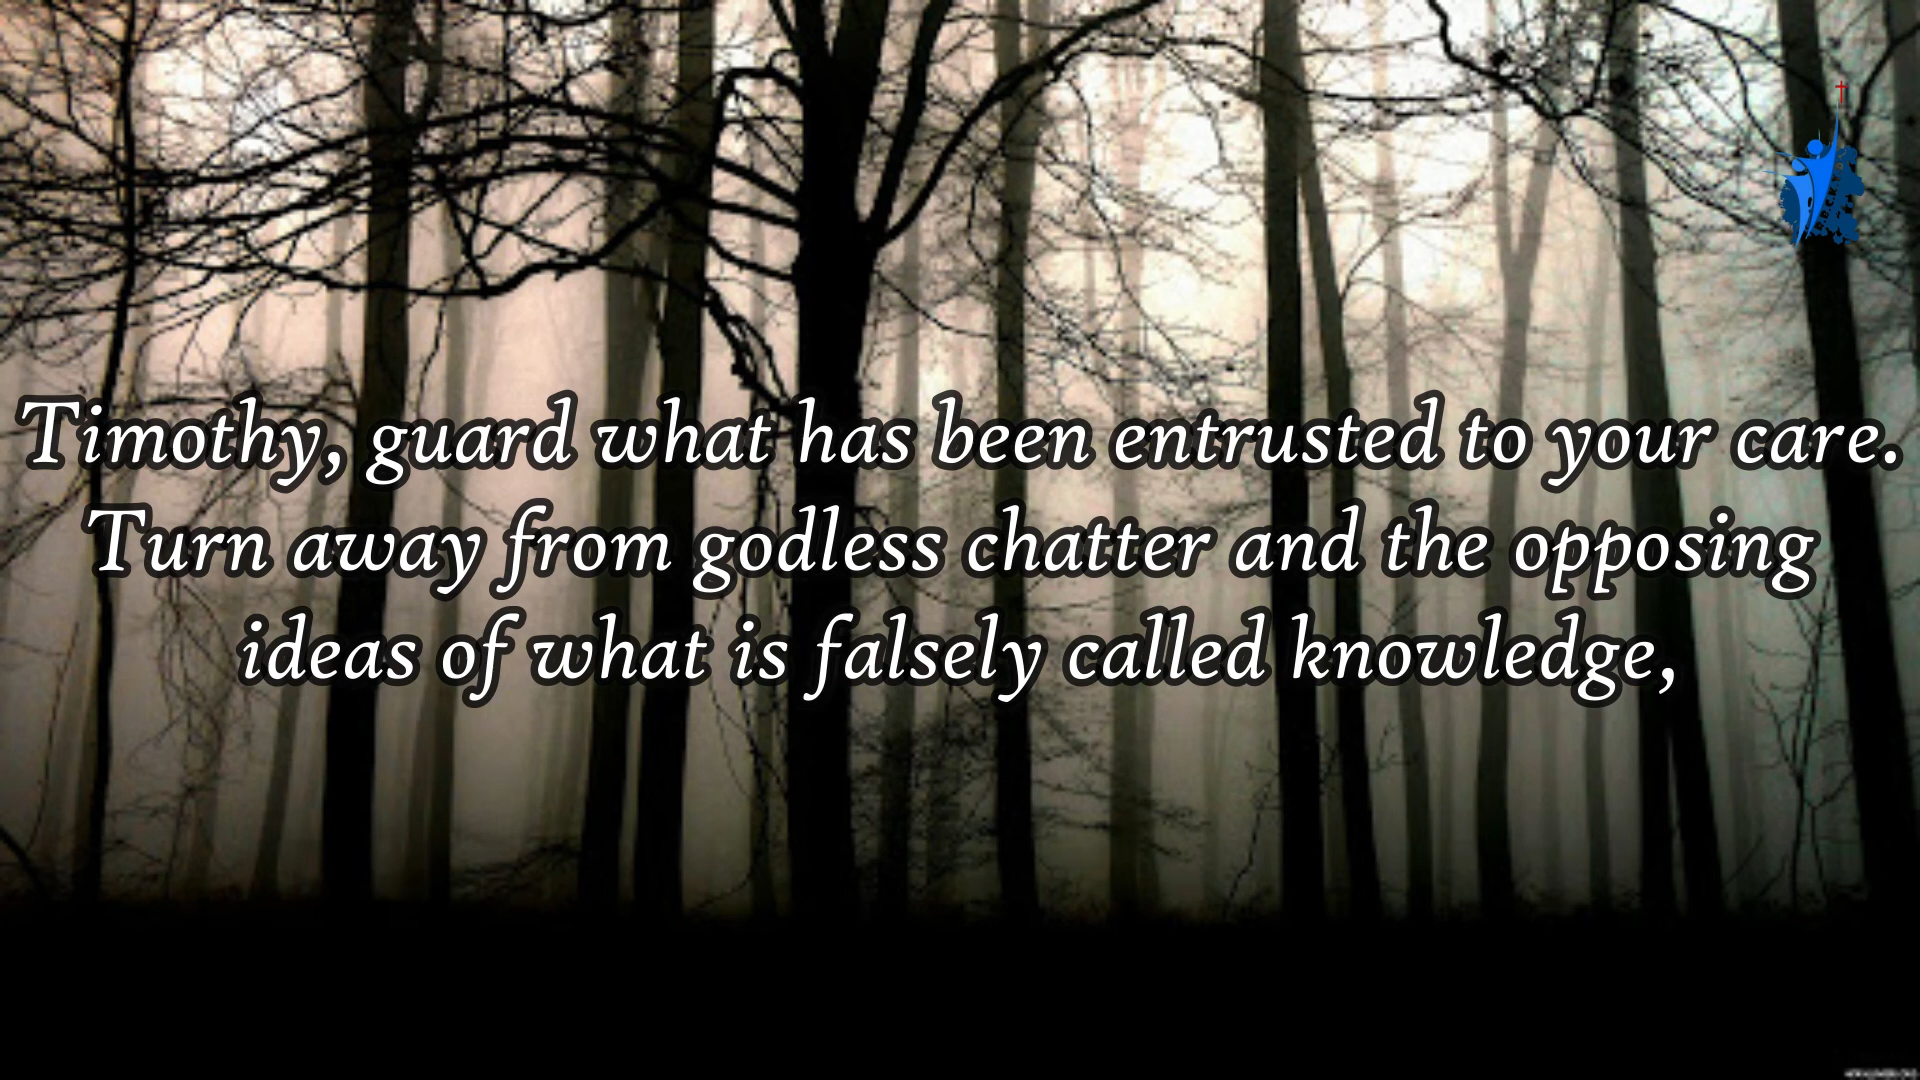 Timothy, guard what has been entrusted to your care.
Turn away from godless chatter and the opposing
ideas of what is falsely called knowledge,